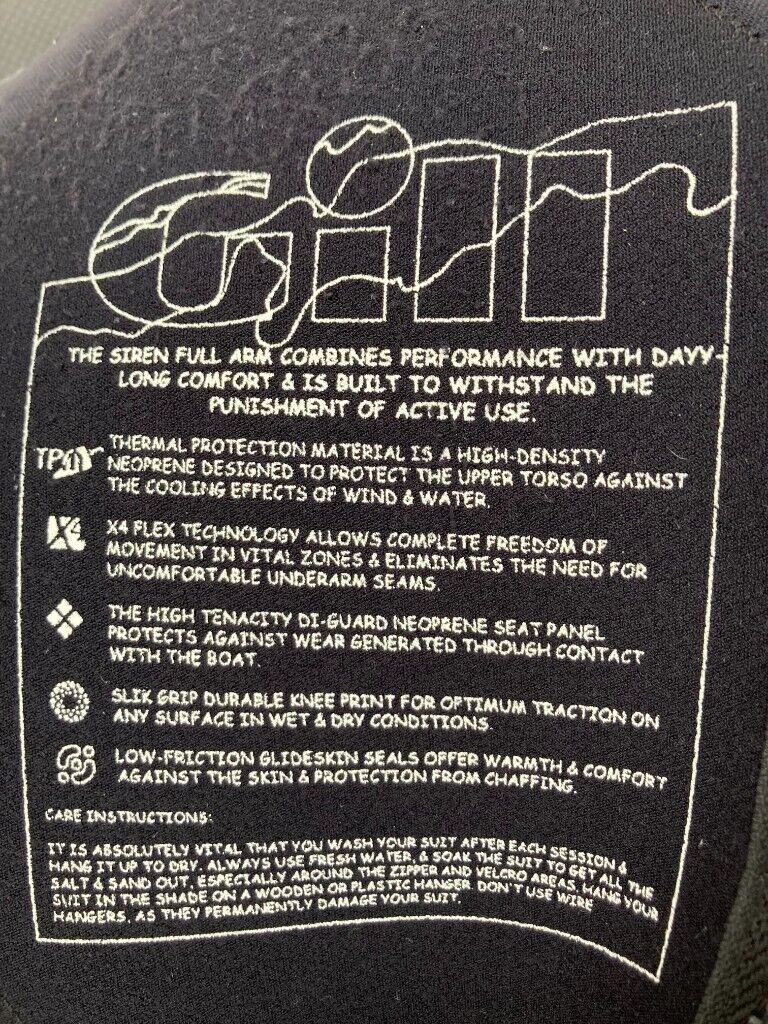 Gill
THE SIREN FULL ARM COMBINES PERFORMANCE WITH DAYY-
LONG COMFORT & IS BUILT TO WITHSTAND THE
PUNISHMENT OF ACTIVE USE.
THERMAL PROTECTION MATERIAL IS A HIGH-DENSITY
NEOPRENE DESIGNED TO PROTECT THE UPPER TORSO AGAINST
THE COOLING EFFECTS OF WIND & WATER.
X4
X4 FLEX TECHNOLOGY ALLOWS COMPLETE FREEDOM OF
MOVEMENT IN VITAL ZONES & ELIMINATES THE NEED FOR
UNCOMFORTABLE UNDERARM SEAMS.
THE HIGH TENACITY DI-GUARD NEOPRENE SEAT PANEL
PROTECTS AGAINST WEAR GENERATED THROUGH CONTACT
WITH THE BOAT.
SLIK GRIP DURABLE KNEE PRINT FOR OPTIMUM TRACTION ON
ANY SURFACE IN WET & DRY CONDITIONS.
LOW-FRICTION GLIDESKIN SEALS OFFER WARMTH & COMFORT
AGAINST THE SKIN & PROTECTION FROM CHAFFING.
CARE INSTRUCTIONS:
IT IS ABSOLUTELY VITAL THAT YOU WASH YOUR SUIT AFTER EACH SESSION &
HANG IT UP TO DRY. ALWAYS USE FRESH WATER, & SOAK THE SUIT TO GET ALL THE
SALT & SAND OUT, ESPECIALLY AROUND THE ZIPPER AND VELCRO AREAS. HANG YOUR
SUIT IN THE SHADE ON A WOODEN OR PLASTIC HANGER. DON'T USE WIRE
HANGERS, AS THEY PERMANENTLY DAMAGE YOUR SUIT.